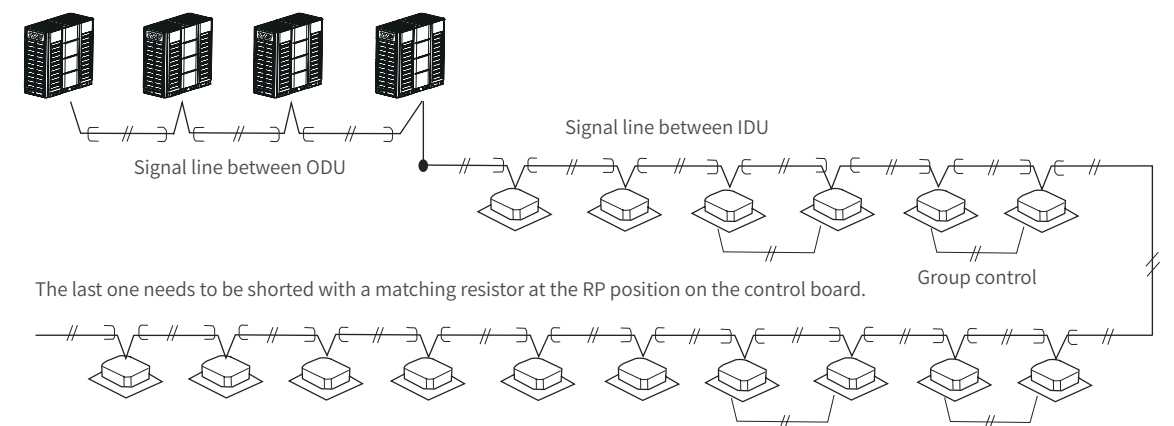 Signal line between IDU
Signal line between ODU
Group control
The last one needs to be shorted with a matching resistor at the RP position on the control board.